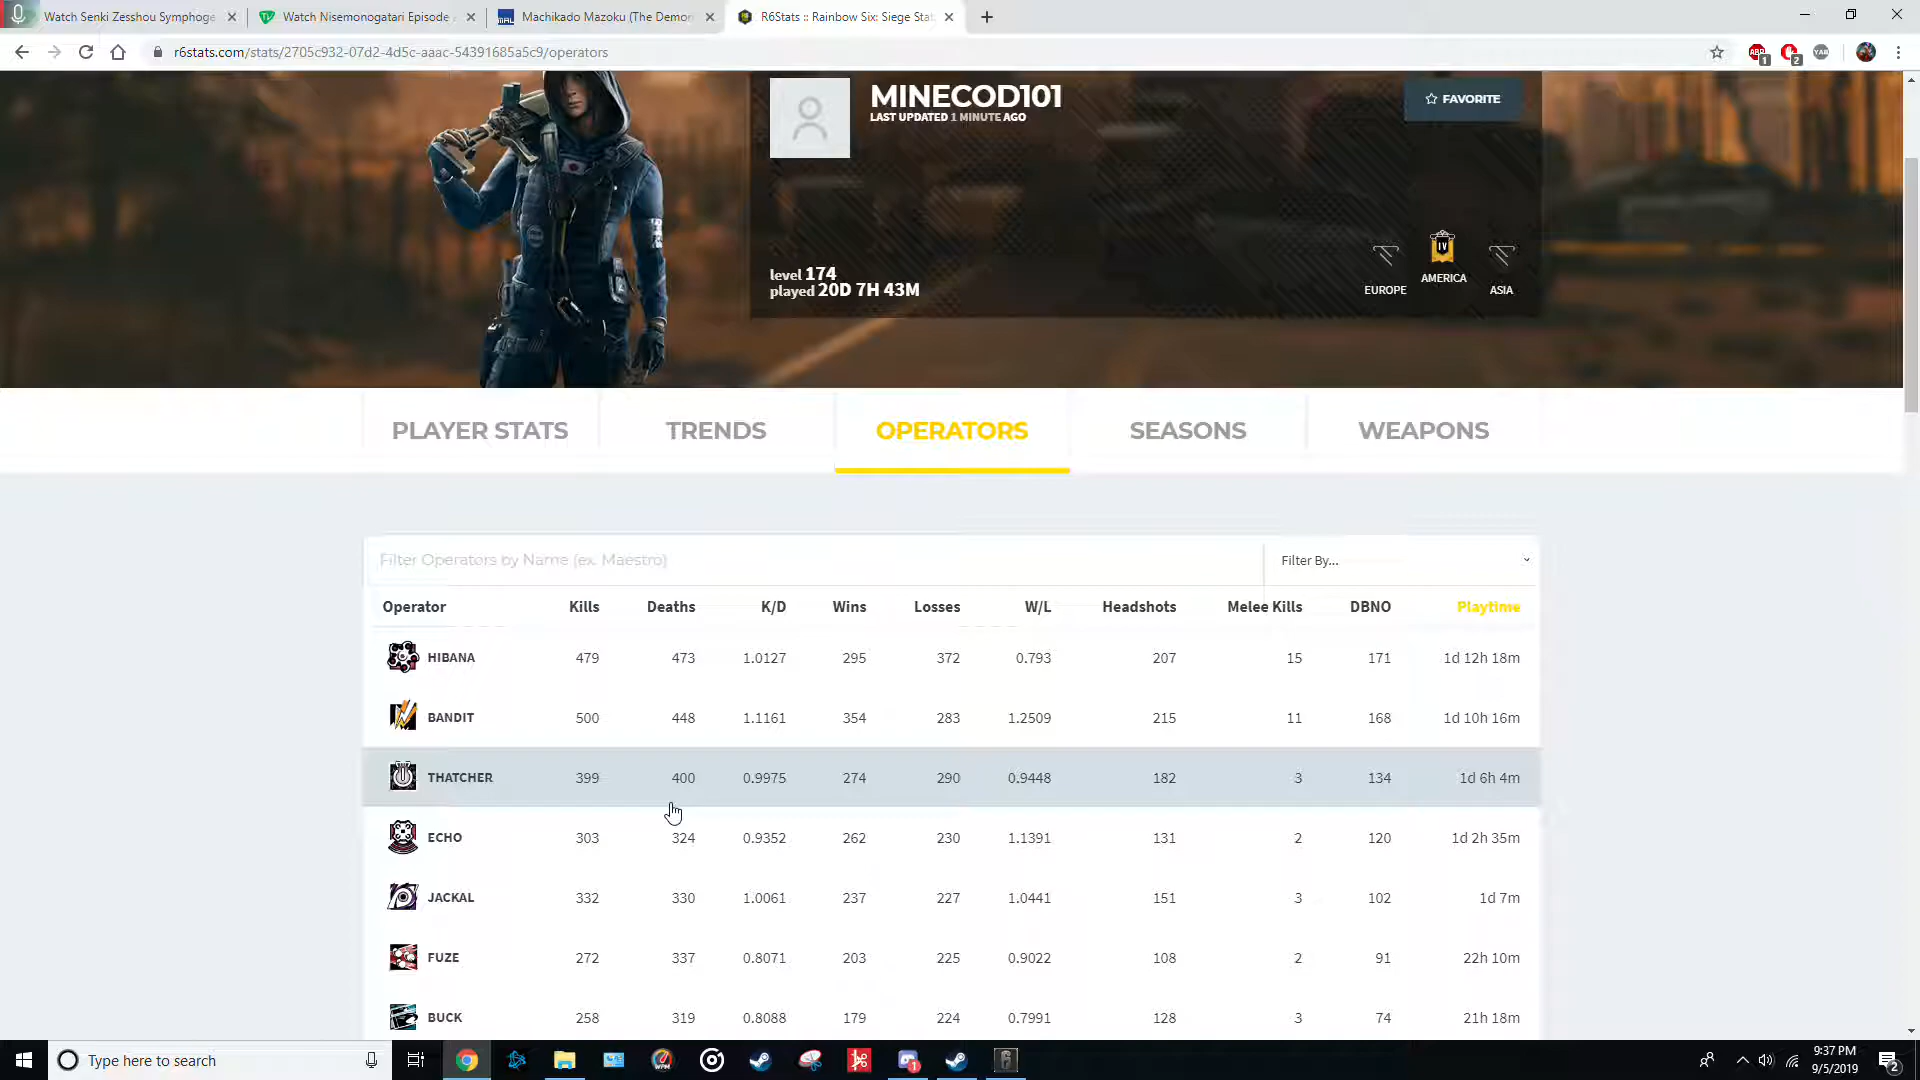 Watch Senki Zesshou Symphoge
Watch Nisemonogatari Episode
Machikado Mazoku (The Demon
R6Stats :: Rainbow Six: Siege Stat
r6stats.com/stats/2705c932-07d2-4d5c-aaac-54391685a5c9/operators
MINECOD101
LAST UPDATED 1 MINUTE AGO
FAVORITE
level 174
played 20D 7H 43M
IV
EUROPE AMERICA ASIA
PLAYER STATS TRENDS OPERATORS SEASONS WEAPONS
Filter Operators by Name (ex. Maestro) Filter By...
Operator Kills Deaths K/D Wins Losses W/L Headshots Melee Kills DBNO Playtime
HIBANA 479 473 1.0127 295 372 0.793 207 15 171 1d 12h 18m
BANDIT 500 448 1.1161 354 283 1.2509 215 11 168 1d 10h 16m
THATCHER 399 400 0.9975 274 290 0.9448 182 3 134 1d 6h 4m
ECHO 303 324 0.9352 262 230 1.1391 131 2 120 1d 2h 35m
JACKAL 332 330 1.0061 237 227 1.0441 151 3 102 1d 7m
FUZE 272 337 0.8071 203 225 0.9022 108 2 91 22h 10m
BUCK 258 319 0.8088 179 224 0.7991 128 3 74 21h 18m
Type here to search
9:37 PM
9/5/2019